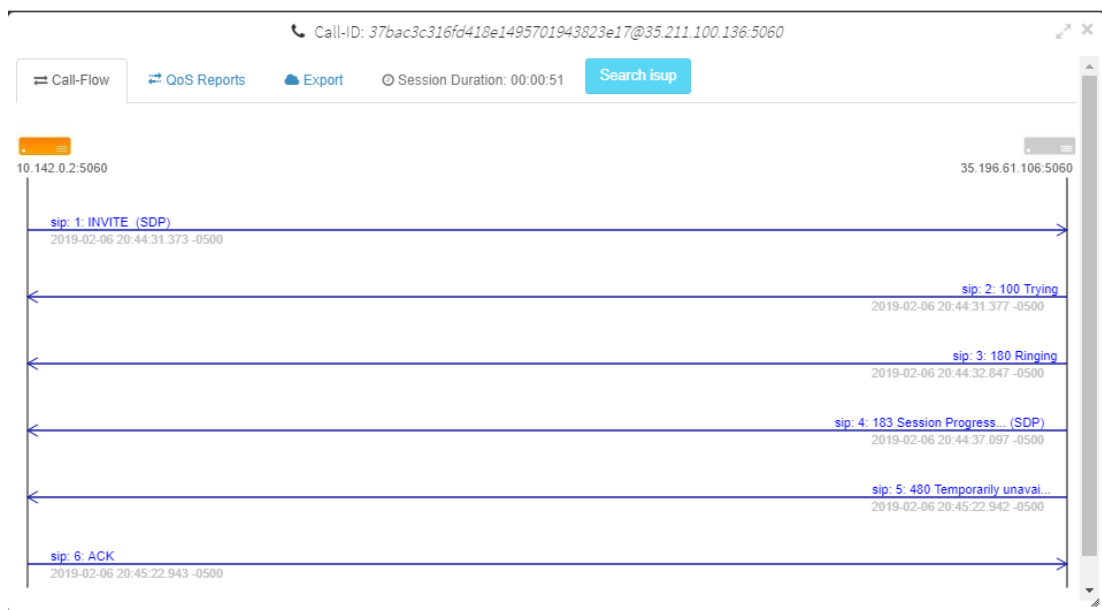 Call-ID: 37bac3c316fd418e1495701943823e17@35.211.100.136:5060
Call-Flow QoS Reports Export Session Duration: 00:00:51 Search isup
10.142.0.2:5060 35.196.61.106:5060
sip: 1: INVITE (SDP)
2019-02-06 20:44:31.373 -0500
sip: 2: 100 Trying
2019-02-06 20:44:31.377 -0500
sip: 3: 180 Ringing
2019-02-06 20:44:32.847 -0500
sip: 4: 183 Session Progress... (SDP)
2019-02-06 20:44:37.097 -0500
sip: 5: 480 Temporarily unavai...
2019-02-06 20:45:22.942 -0500
sip: 6: ACK
2019-02-06 20:45:22.943 -0500